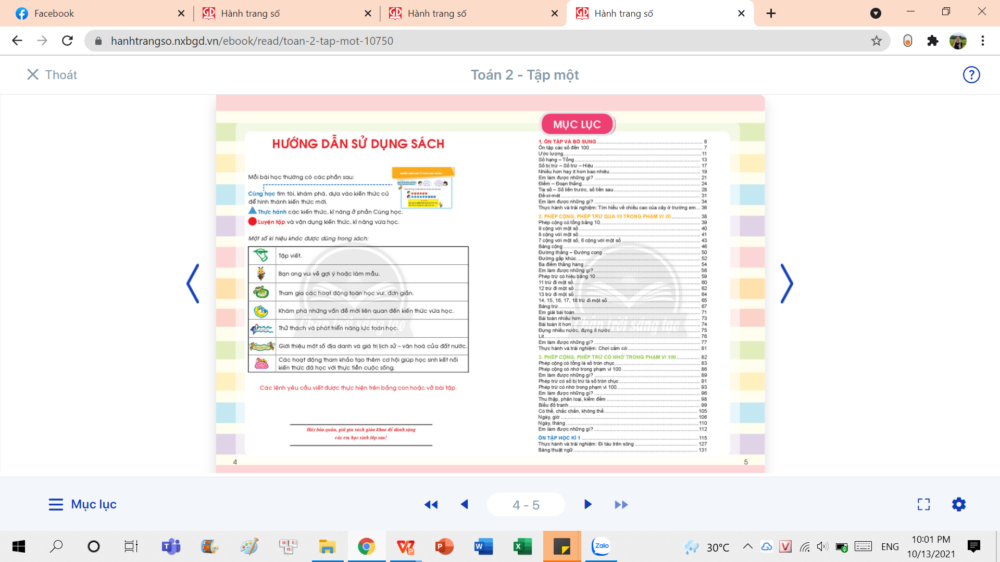 Facebook
Hành trang số
Hành trang số
Hành trang số
hanhtrangso.nxbgd.vn/ebook/read/toan-2-tap-mot-10750
Thoát
Toán 2 - Tập một
HƯỚNG DẪN SỬ DỤNG SÁCH
Mỗi bài học thường có các phần sau:
NHIỀU HƠN HAY ÍT HƠN BAO NHIÊU
Cùng học tìm tòi, khám phá, dựa vào kiến thức cũ
để hình thành kiến thức mới.
Thực hành các kiến thức, kĩ năng ở phần Cùng học.
Luyện tập và vận dụng kiến thức, kĩ năng vừa học.
Một số kí hiệu khác được dùng trong sách:
Tập viết.
Bạn ong vui vẻ gợi ý hoặc làm mẫu.
Tham gia các hoạt động toán học vui, đơn giản.
Khám phá những vấn đề mới liên quan đến kiến thức vừa học.
Thử thách và phát triển năng lực toán học.
Giới thiệu một số địa danh và giá trị lịch sử – văn hoá của đất nước.
Các hoạt động tham khảo tạo thêm cơ hội giúp học sinh kết nối
kiến thức đã học với thực tiễn cuộc sống.
Chân trời sáng tạo
Các lệnh yêu cầu viết được thực hiện trên bảng con hoặc vở bài tập.
Hãy bảo quản, giữ gìn sách giáo khoa để dành tặng
các em học sinh lớp sau!
4
MỤC LỤC
1. ÔN TẬP VÀ BỔ SUNG ... 6
Ôn tập các số đến 100 ... 7
Ước lượng ... 11
Số hạng – Tổng ... 13
Số bị trừ – Số trừ – Hiệu ... 17
Nhiều hơn hay ít hơn bao nhiêu ... 19
Em làm được những gì? ... 21
Điểm – Đoạn thẳng ... 24
Tia số – Số liền trước, số liền sau ... 28
Đề-xi-mét ... 31
Em làm được những gì? ... 34
Thực hành và trải nghiệm: Tìm hiểu về chiều cao của cây ở trường em ... 36
2. PHÉP CỘNG, PHÉP TRỪ QUA 10 TRONG PHẠM VI 20 ... 38
Phép cộng có tổng bằng 10 ... 39
9 cộng với một số ... 40
8 cộng với một số ... 41
7 cộng với một số, 6 cộng với một số ... 43
Bảng cộng ... 46
Đường thẳng – Đường cong ... 50
Đường gấp khúc ... 52
Ba điểm thẳng hàng ... 54
Em làm được những gì? ... 56
Phép trừ có hiệu bằng 10 ... 59
11 trừ đi một số ... 60
12 trừ đi một số ... 62
13 trừ đi một số ... 64
14, 15, 16, 17, 18 trừ đi một số ... 65
Bảng trừ ... 67
Em giải bài toán ... 71
Bài toán nhiều hơn ... 73
Bài toán ít hơn ... 74
Đựng nhiều nước, đựng ít nước ... 75
Lít ... 76
Em làm được những gì? ... 77
Thực hành và trải nghiệm: Chơi cắm cờ ... 81
3. PHÉP CỘNG, PHÉP TRỪ CÓ NHỚ TRONG PHẠM VI 100 ... 82
Phép cộng có tổng là số tròn chục ... 83
Phép cộng có nhớ trong phạm vi 100 ... 86
Em làm được những gì? ... 89
Phép trừ có số bị trừ là số tròn chục ... 91
Phép trừ có nhớ trong phạm vi 100 ... 93
Em làm được những gì? ... 96
Thu thập, phân loại, kiểm đếm ... 98
Biểu đồ tranh ... 99
Có thể, chắc chắn, không thể ... 105
Ngày, giờ ... 106
Ngày, tháng ... 110
Em làm được những gì? ... 112
ÔN TẬP HỌC KÌ 1 ... 115
Thực hành và trải nghiệm: Đi tàu trên sông ... 127
Bảng thuật ngữ ... 131
Chân trời sáng tạo
5
Mục lục
4 - 5
Zalo
30°C
ENG
10:01 PM
10/13/2021